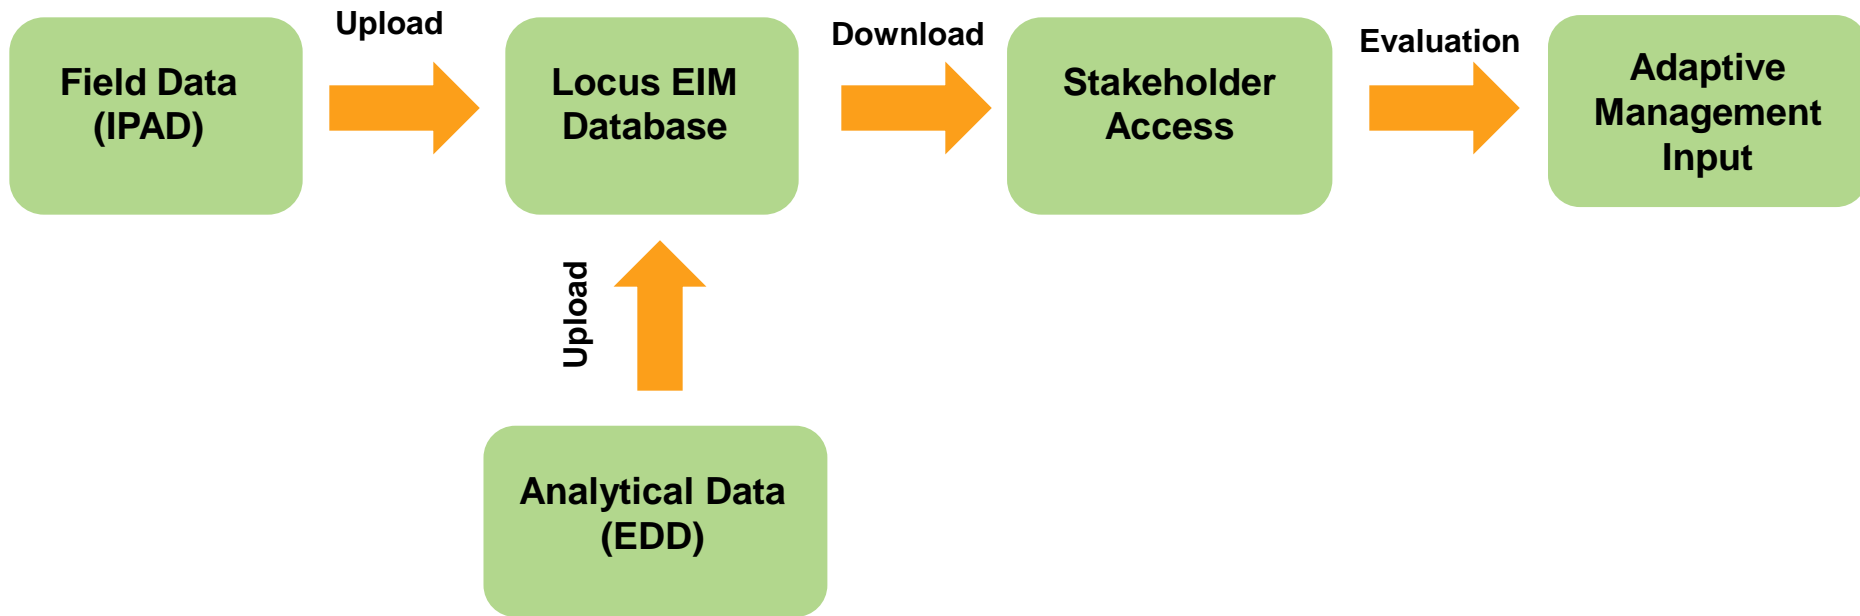 Field Data
(IPAD)
Upload
Locus EIM
Database
Download
Stakeholder
Access
Evaluation
Adaptive
Management
Input
Upload
Analytical Data
(EDD)